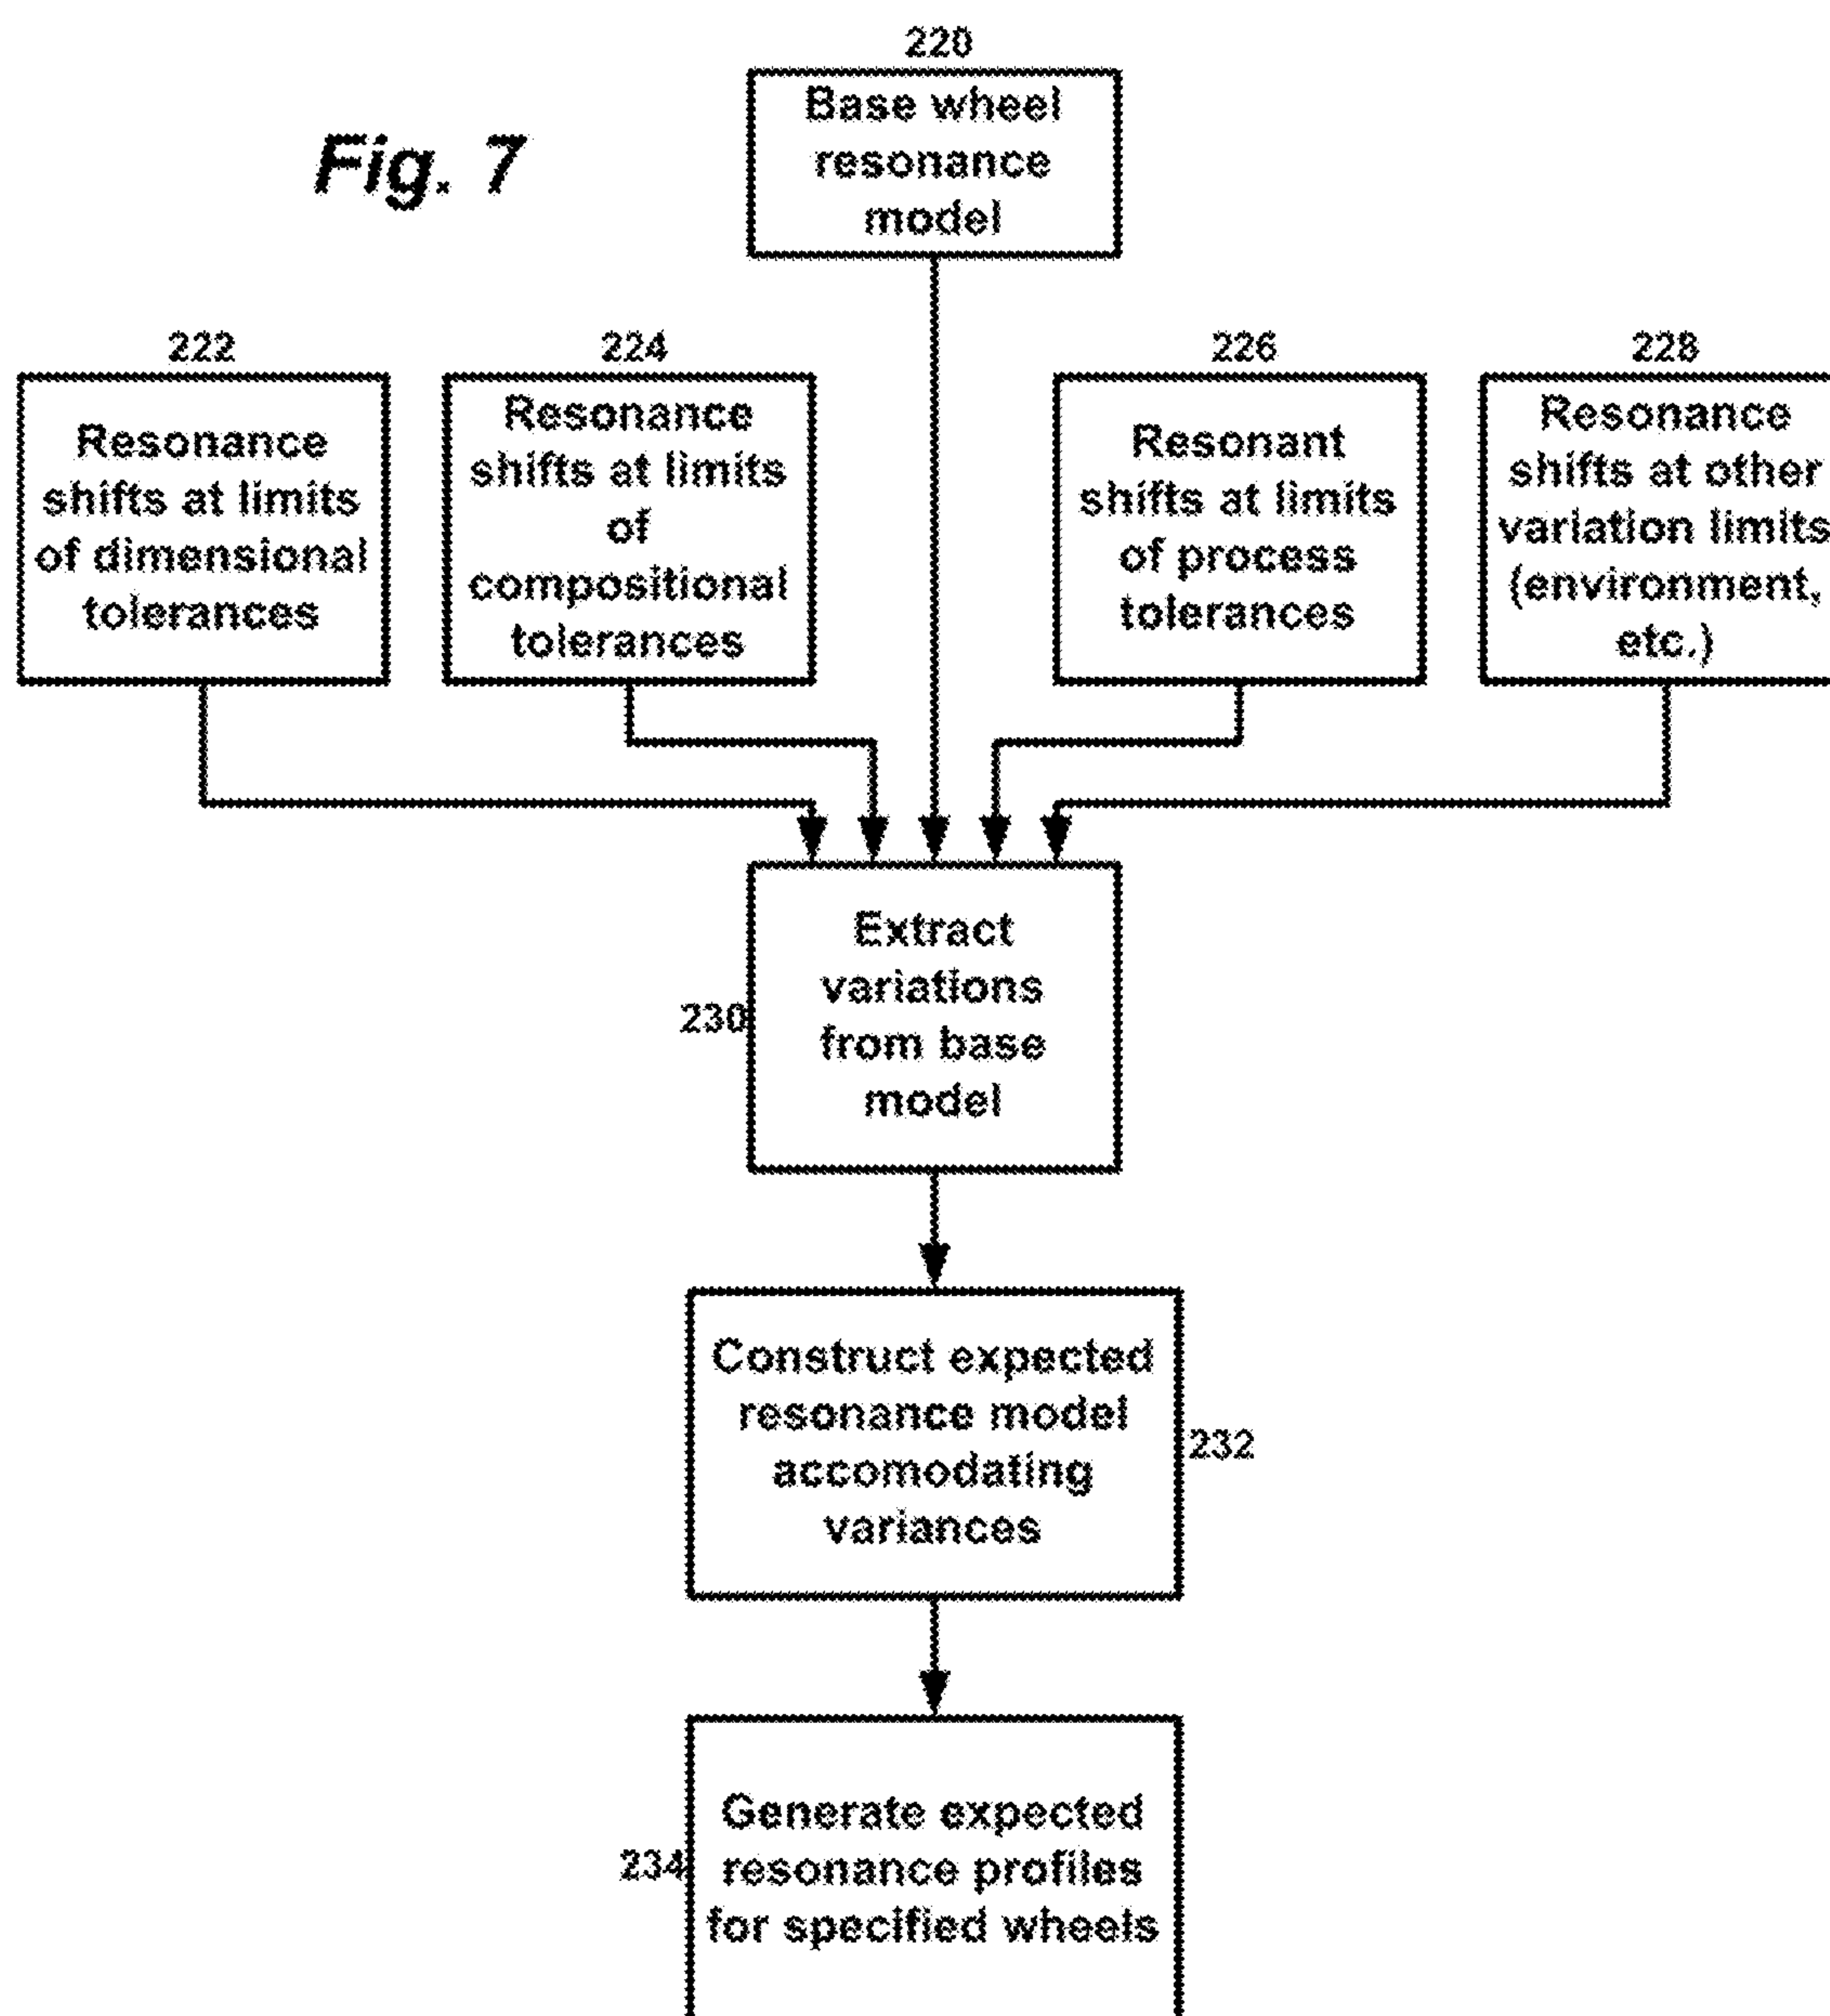 220
Base wheel
resonance
model
Fig. 7
222
Resonance
shifts at limits
of dimensional
tolerances
224
Resonance
shifts at limits
of
compositional
tolerances
226
Resonant
shifts at limits
of process
tolerances
228
Resonance
shifts at other
variation limits
(environment,
etc.)
230
Extract
variations
from base
model
Construct expected
resonance model
accomodating
variances
232
234
Generate expected
resonance profiles
for specified wheels